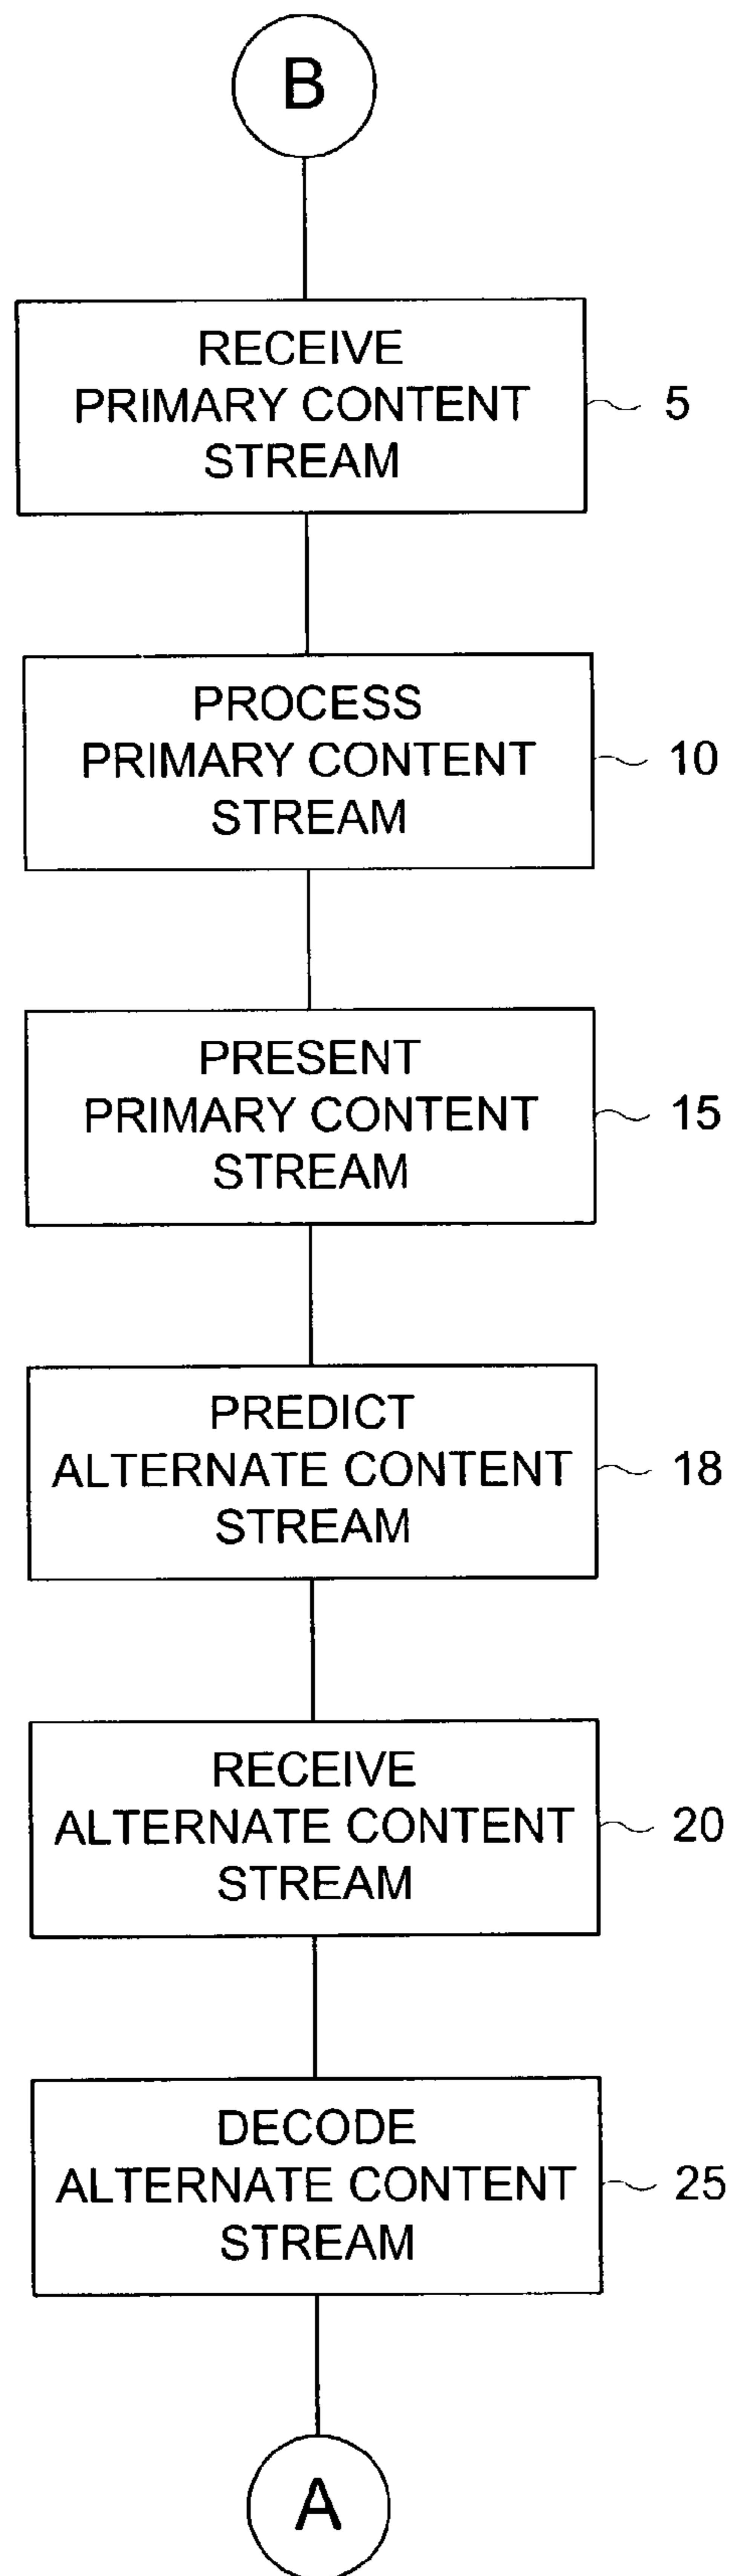 B
RECEIVE
PRIMARY CONTENT
STREAM
5
PROCESS
PRIMARY CONTENT
STREAM
10
PRESENT
PRIMARY CONTENT
STREAM
15
PREDICT
ALTERNATE CONTENT
STREAM
18
RECEIVE
ALTERNATE CONTENT
STREAM
20
DECODE
ALTERNATE CONTENT
STREAM
25
A